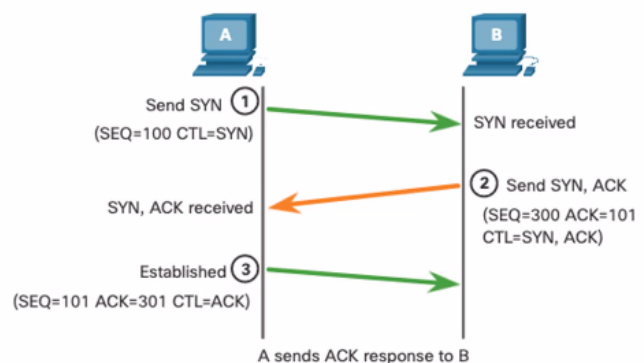 A
B
Send SYN 1
(SEQ=100 CTL=SYN)
SYN received
2 Send SYN, ACK
(SEQ=300 ACK=101
CTL=SYN, ACK)
SYN, ACK received
Established 3
(SEQ=101 ACK=301 CTL=ACK)
A sends ACK response to B